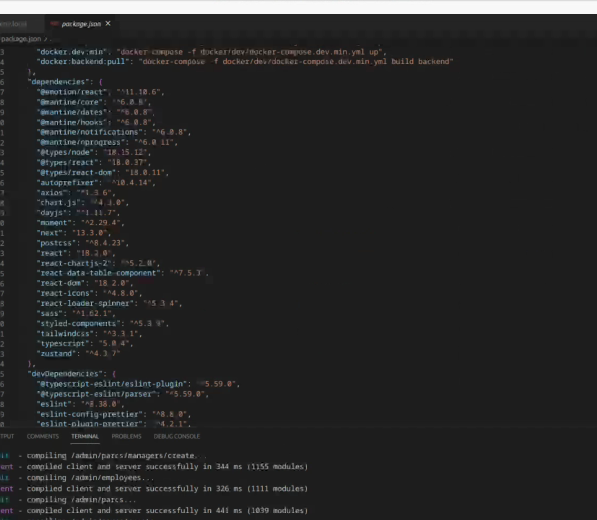 package.json ×
package.json / ...
3 "docker:dev:min": "docker-compose -f docker/dev/docker-compose.dev.min.yml up",
4 "docker:backend:pull": "docker-compose -f docker/dev/docker-compose.dev.min.yml build backend"
5 },
6 "dependencies": {
7 "@emotion/react": "^11.10.6",
8 "@mantine/core": "^6.0.8",
9 "@mantine/dates": "^6.0.8",
0 "@mantine/hooks": "^6.0.8",
1 "@mantine/notifications": "^6.0.8",
2 "@mantine/nprogress": "^6.0.11",
3 "@types/node": "18.15.12",
4 "@types/react": "18.0.37",
5 "@types/react-dom": "18.0.11",
6 "autoprefixer": "^10.4.14",
7 "axios": "^1.3.6",
8 "chart.js": "^4.3.0",
9 "dayjs": "^1.11.7",
0 "moment": "^2.29.4",
1 "next": "13.3.0",
2 "postcss": "^8.4.23",
3 "react": "18.2.0",
4 "react-chartjs-2": "^5.2.0",
5 "react-data-table-component": "^7.5.3",
6 "react-dom": "18.2.0",
7 "react-icons": "^4.8.0",
8 "react-loader-spinner": "^5.3.4",
9 "sass": "^1.62.1",
0 "styled-components": "^5.3.9",
1 "tailwindcss": "^3.3.1",
2 "typescript": "5.0.4",
3 "zustand": "^4.3.7"
4 },
5 "devDependencies": {
6 "@typescript-eslint/eslint-plugin": "^5.59.0",
7 "@typescript-eslint/parser": "^5.59.0",
8 "eslint": "^8.38.0",
9 "eslint-config-prettier": "^8.8.0",
0 "eslint-plugin-prettier": "^4.2.1",
TPUT COMMENTS TERMINAL PROBLEMS DEBUG CONSOLE
- compiling /admin/parcs/managers/create...
ent - compiled client and server successfully in 344 ms (1155 modules)
- compiling /admin/employees...
ent - compiled client and server successfully in 326 ms (1111 modules)
- compiling /admin/parcs...
ent - compiled client and server successfully in 441 ms (1039 modules)